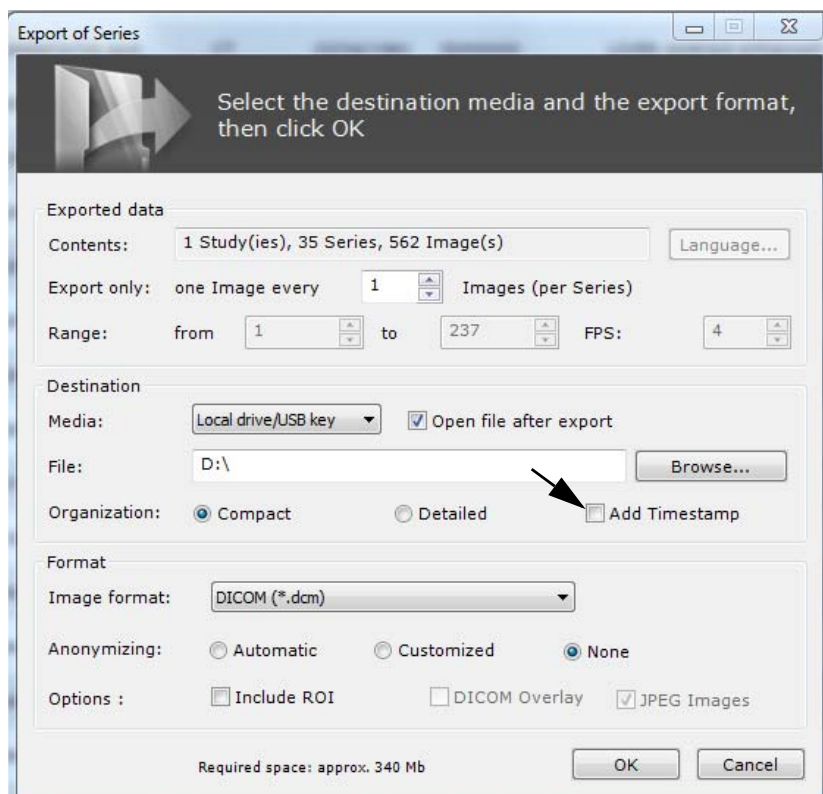 Export of Series
Select the destination media and the export format,
then click OK
Exported data
Contents: 1 Study(ies), 35 Series, 562 Image(s) Language...
Export only: one Image every 1 Images (per Series)
Range: from 1 to 237 FPS: 4
Destination
Media: Local drive/USB key Open file after export
File: D:\ Browse...
Organization: Compact Detailed Add Timestamp
Format
Image format: DICOM (*.dcm)
Anonymizing: Automatic Customized None
Options : Include ROI DICOM Overlay JPEG Images
Required space: approx. 340 Mb OK Cancel